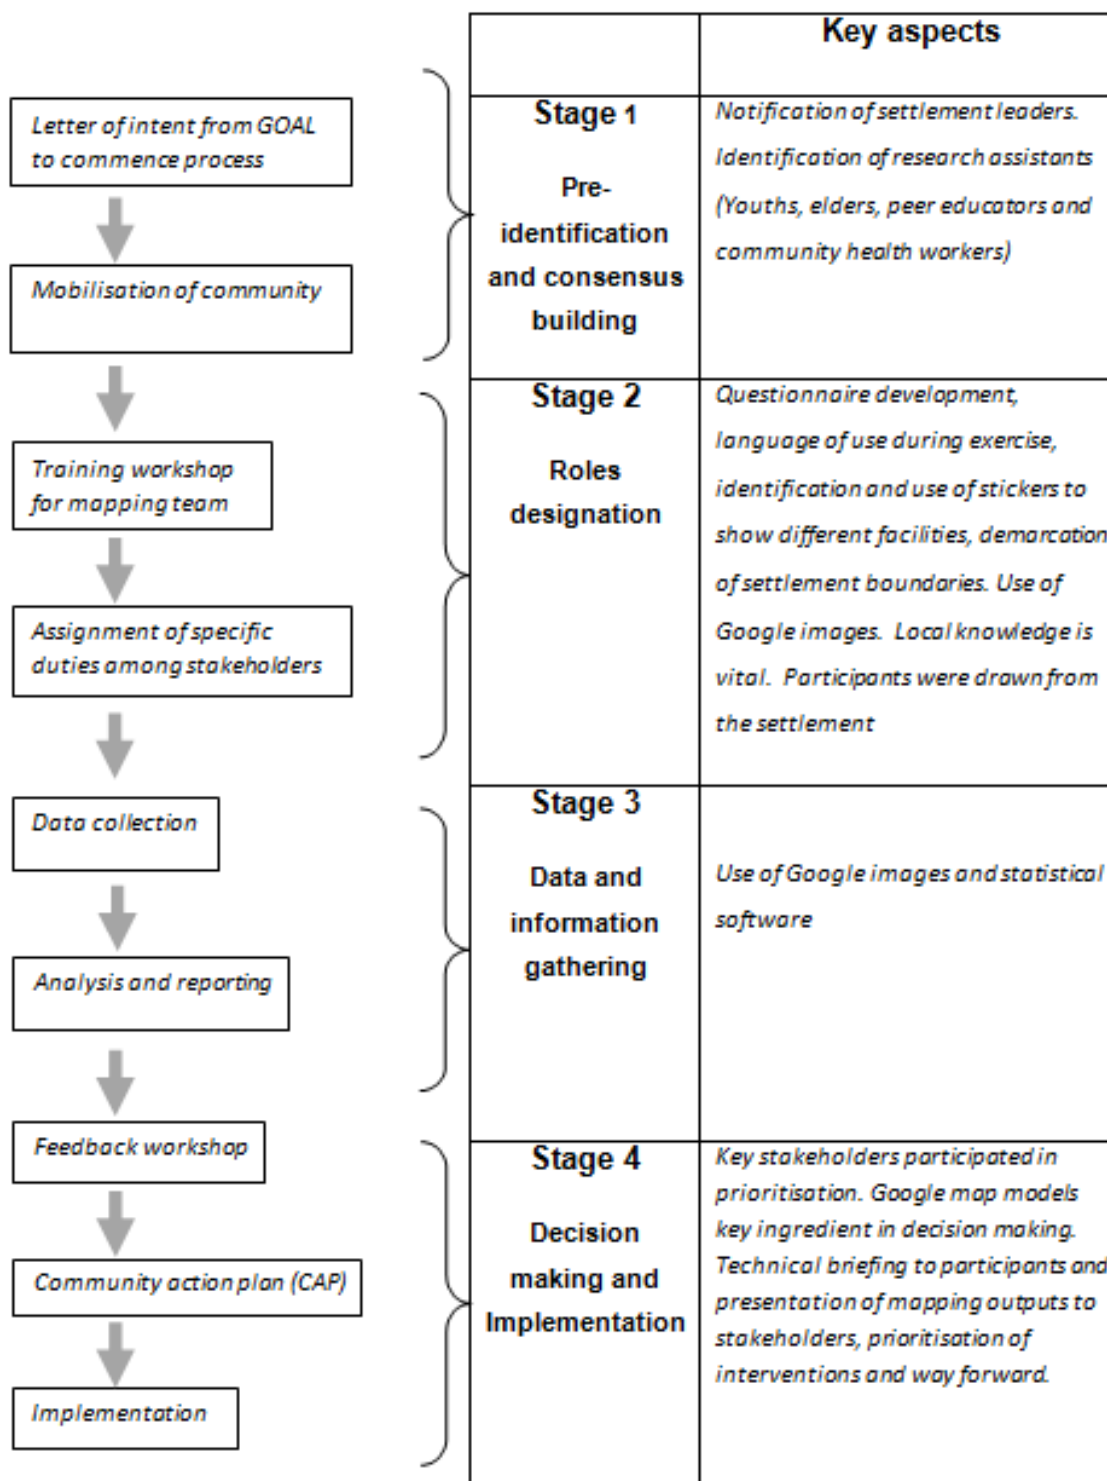 Letter of intent from GOAL
to commence process
Mobilisation of community
Training workshop
for mapping team
Assignment of specific
duties among stakeholders
Data collection
Analysis and reporting
Feedback workshop
Community action plan (CAP)
Implementation
Key aspects
Stage 1
Pre-
identification
and consensus
building
Notification of settlement leaders.
Identification of research assistants
(Youths, elders, peer educators and
community health workers)
Stage 2
Roles
designation
Questionnaire development,
language of use during exercise,
identification and use of stickers to
show different facilities, demarcation
of settlement boundaries. Use of
Google images. Local knowledge is
vital. Participants were drawn from
the settlement
Stage 3
Data and
information
gathering
Use of Google images and statistical
software
Stage 4
Decision
making and
Implementation
Key stakeholders participated in
prioritisation. Google map models
key ingredient in decision making.
Technical briefing to participants and
presentation of mapping outputs to
stakeholders, prioritisation of
interventions and way forward.